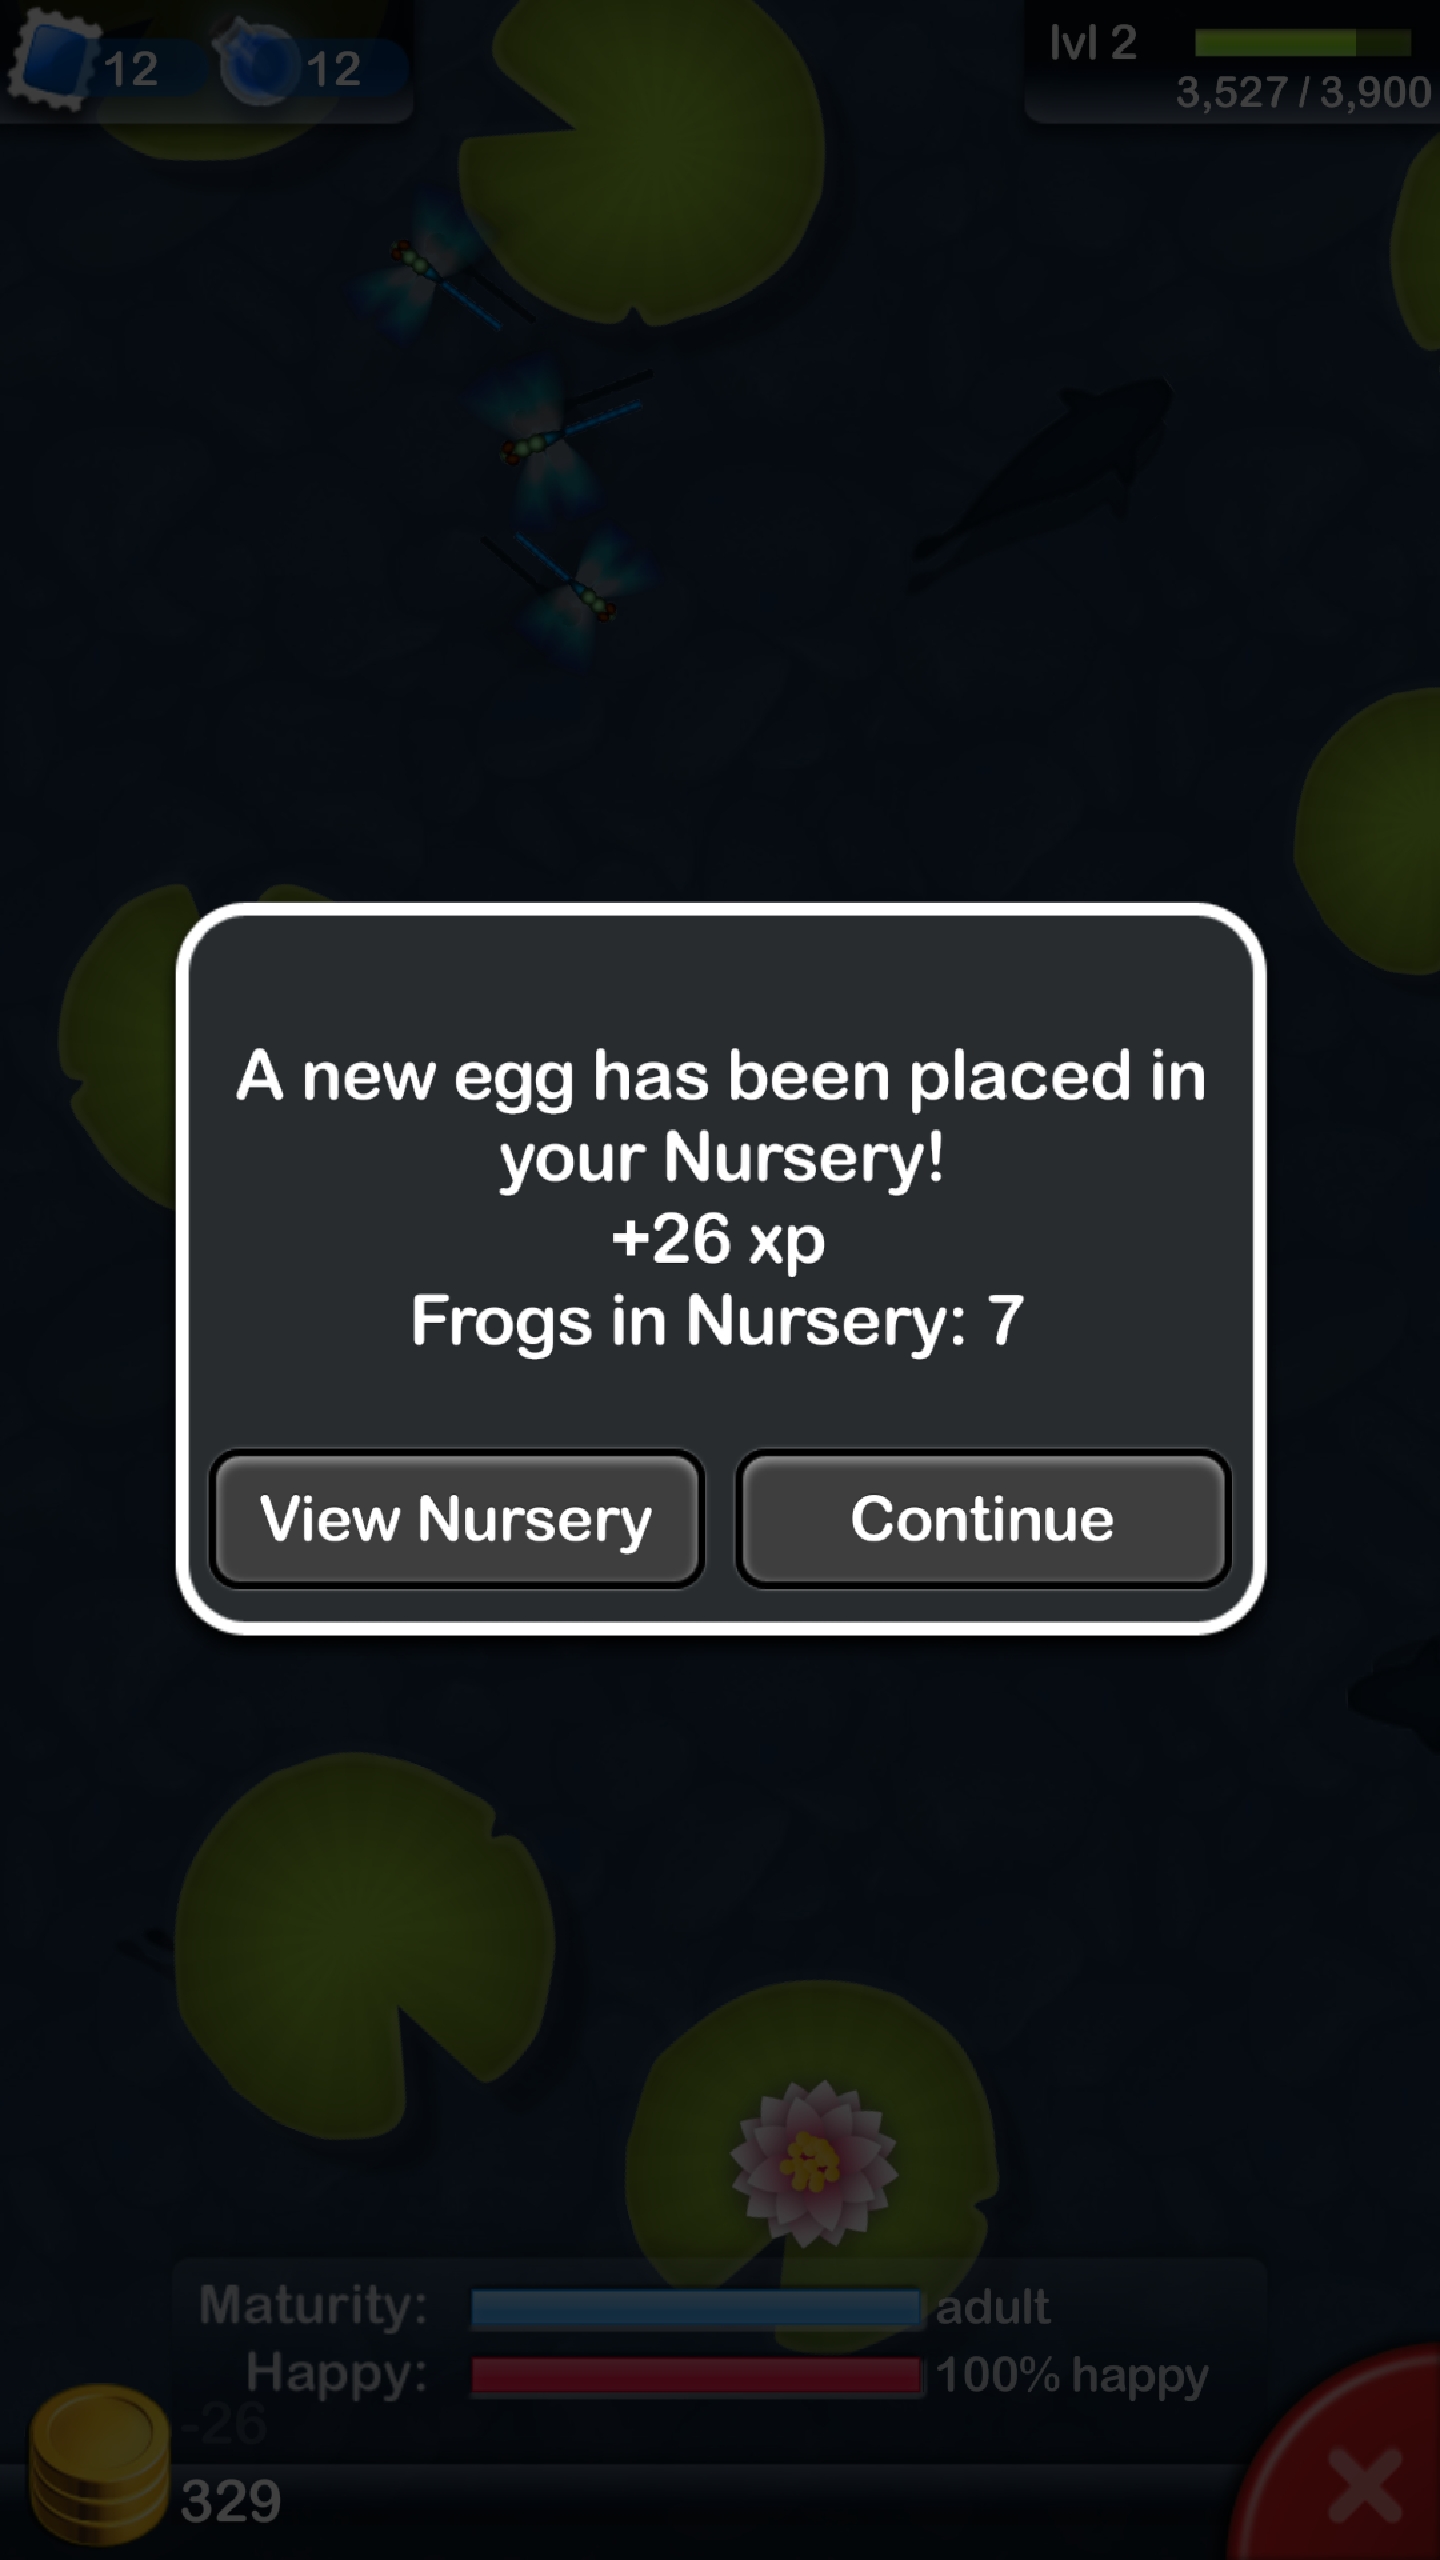 12
12
lvl 2
3,527 / 3,900
A new egg has been placed in
your Nursery!
+26 xp
Frogs in Nursery: 7
View Nursery
Continue
Maturity:
adult
Happy:
100% happy
-26
329